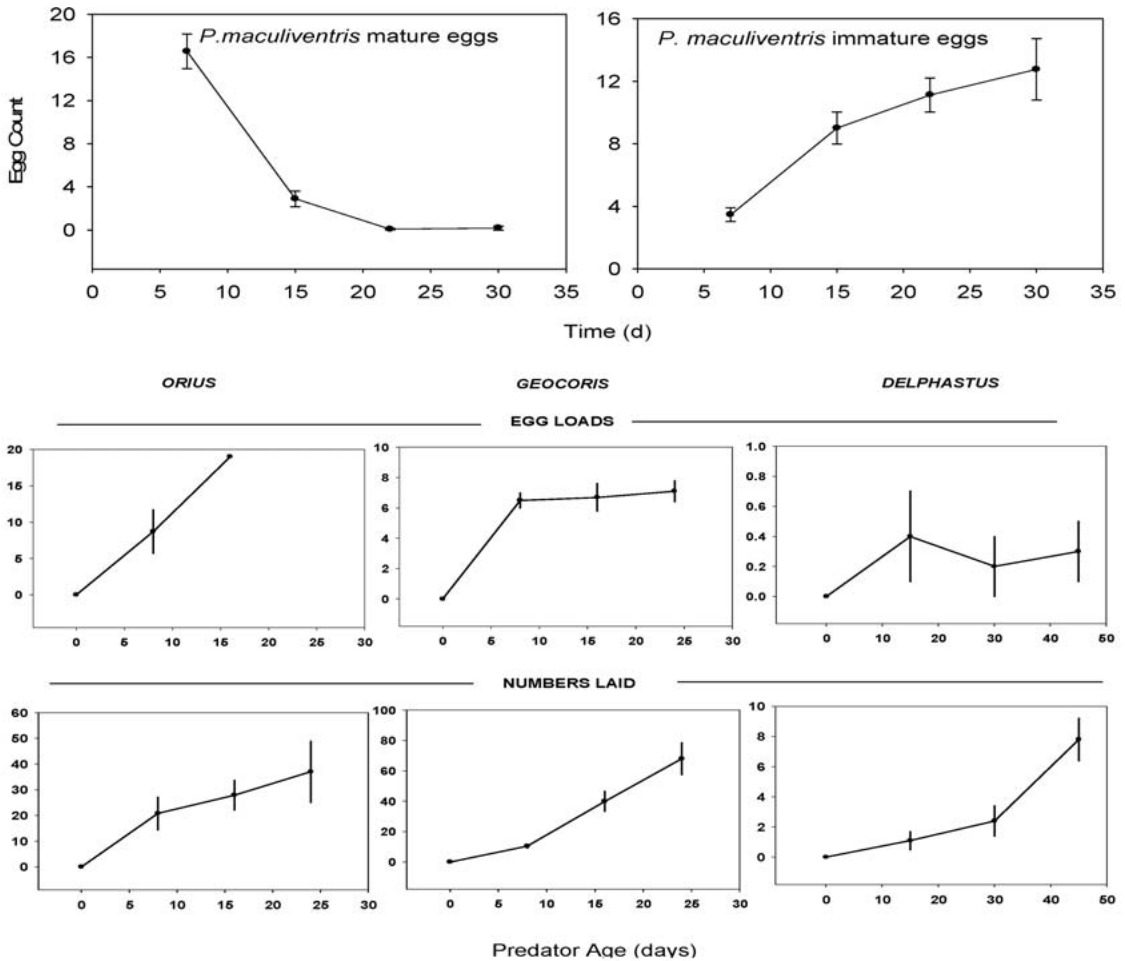 P.maculiventris mature eggs
P. maculiventris immature eggs
Egg Count
20
16
12
8
4
0
0 5 10 15 20 25 30 35
16
12
8
4
0
0 5 10 15 20 25 30 35
Time (d)
ORIUS GEOCORIS DELPHASTUS
EGG LOADS
20
15
10
5
0
0 5 10 15 20 25 30
10
8
6
4
2
0
0 5 10 15 20 25 30
1.0
0.8
0.6
0.4
0.2
0.0
0 10 20 30 40 50
NUMBERS LAID
60
50
40
30
20
10
0
0 5 10 15 20 25 30
100
80
60
40
20
0
0 5 10 15 20 25 30
10
8
6
4
2
0
0 10 20 30 40 50
Predator Age (days)